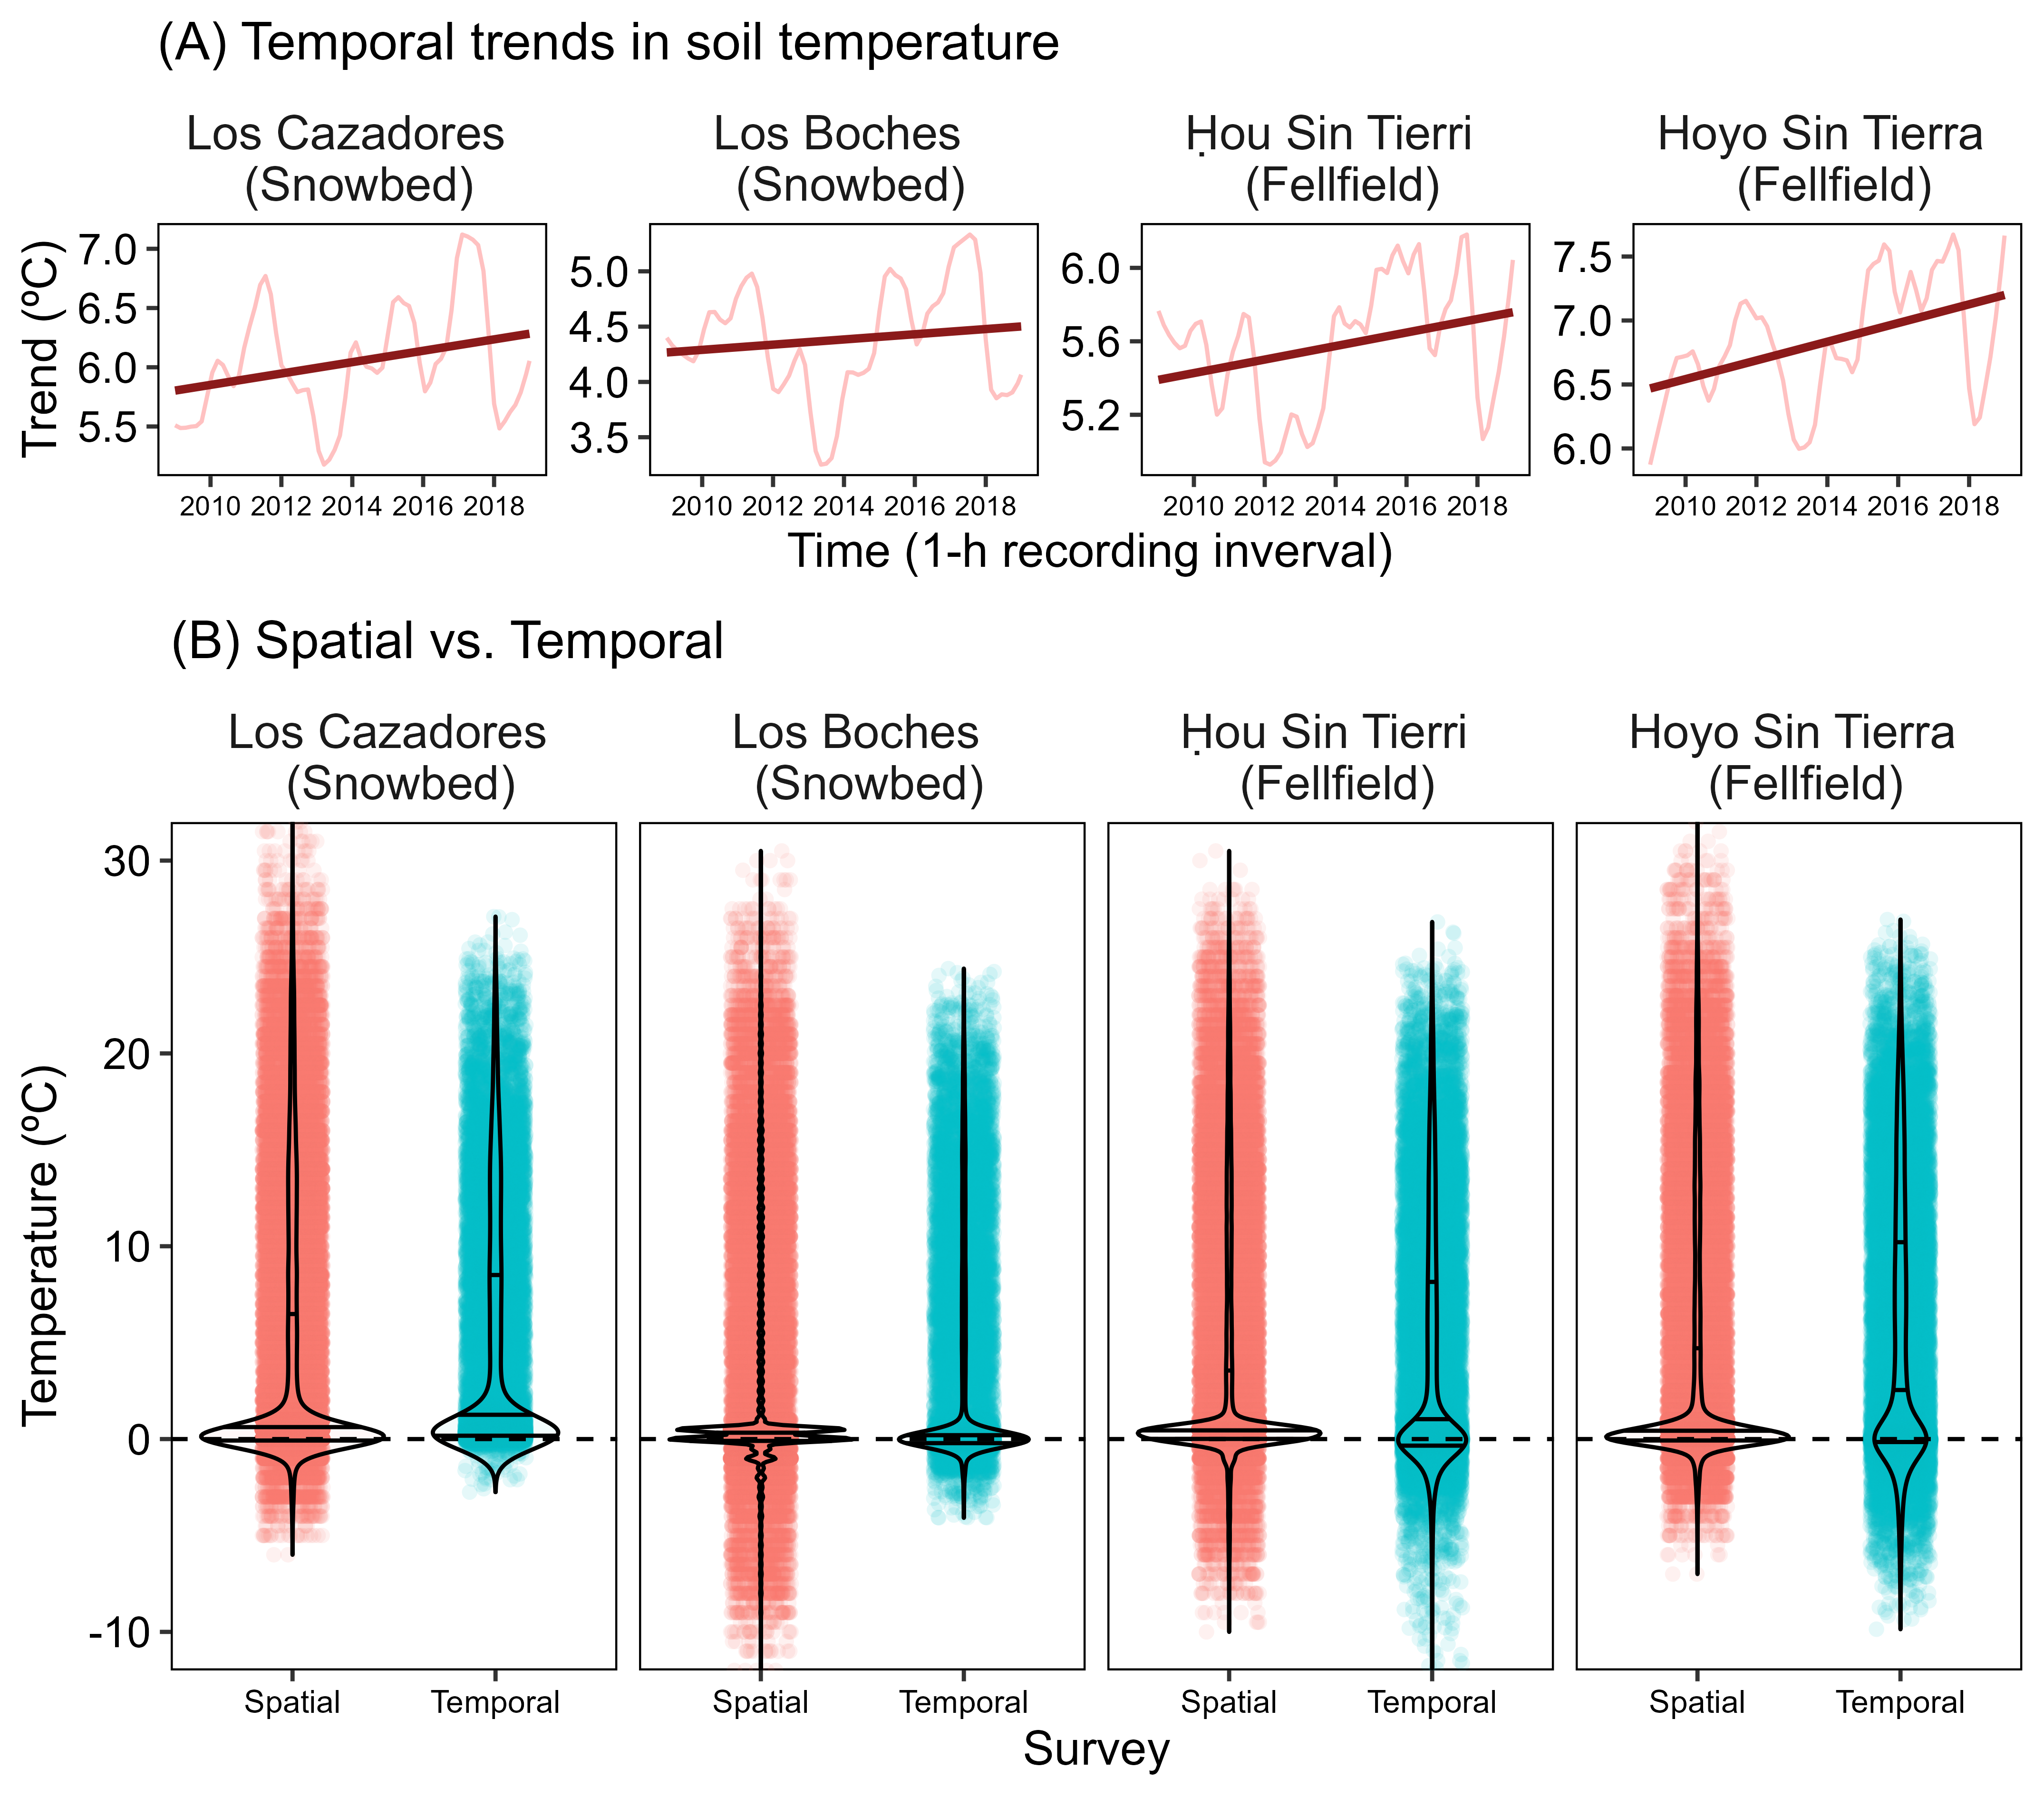 (A) Temporal trends in soil temperature
Los Cazadores
(Snowbed)
Los Boches
(Snowbed)
Ḥou Sin Tierri
(Fellfield)
Hoyo Sin Tierra
(Fellfield)
Trend (ºC)
7.0
6.5
6.0
5.5
5.0
4.5
4.0
3.5
6.0
5.6
5.2
7.5
7.0
6.5
6.0
2010 2012 2014 2016 2018
2010 2012 2014 2016 2018
2010 2012 2014 2016 2018
2010 2012 2014 2016 2018
Time (1-h recording inverval)
(B) Spatial vs. Temporal
Los Cazadores
(Snowbed)
Los Boches
(Snowbed)
Ḥou Sin Tierri
(Fellfield)
Hoyo Sin Tierra
(Fellfield)
Temperature (ºC)
30
20
10
0
-10
Spatial Temporal
Spatial Temporal
Spatial Temporal
Spatial Temporal
Survey